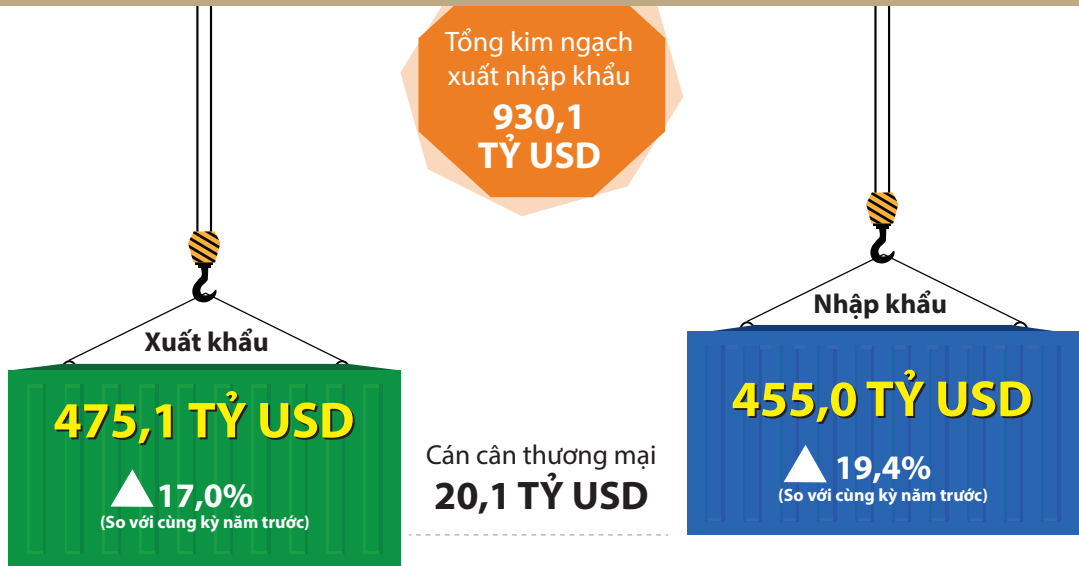 Tổng kim ngạch
xuất nhập khẩu
930,1
TỶ USD
Xuất khẩu
475,1 TỶ USD
17,0%
(So với cùng kỳ năm trước)
Cán cân thương mại
20,1 TỶ USD
Nhập khẩu
455,0 TỶ USD
19,4%
(So với cùng kỳ năm trước)